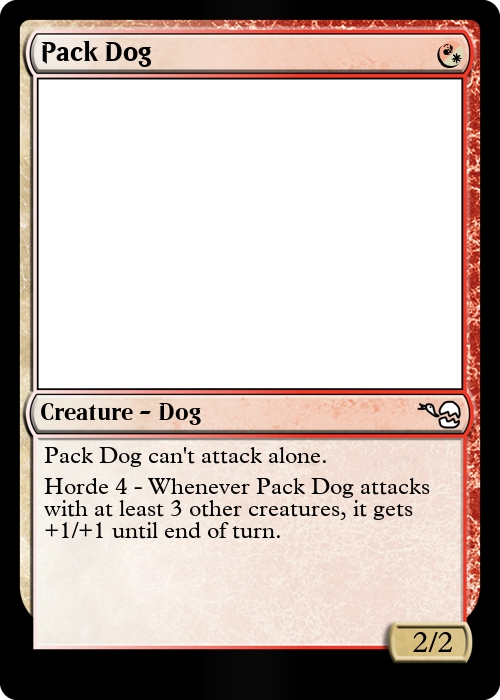 Pack Dog
Creature – Dog
Pack Dog can't attack alone.
Horde 4 - Whenever Pack Dog attacks
with at least 3 other creatures, it gets
+1/+1 until end of turn.
2/2